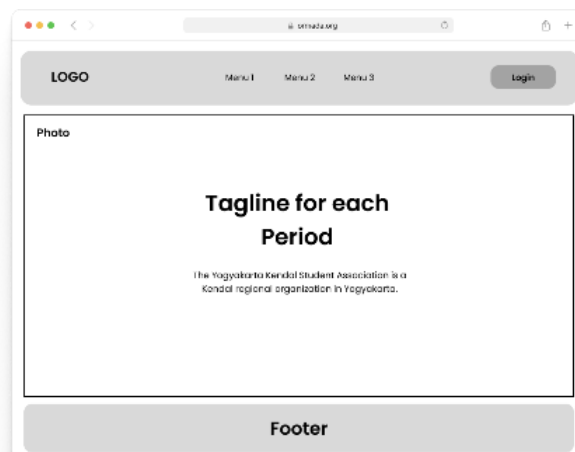 ormada.org
LOGO
Menu 1
Menu 2
Menu 3
Login
Photo
Tagline for each
Period
The Yogyakarta Kendal Student Association is a
Kendal regional organization in Yogyakarta.
Footer